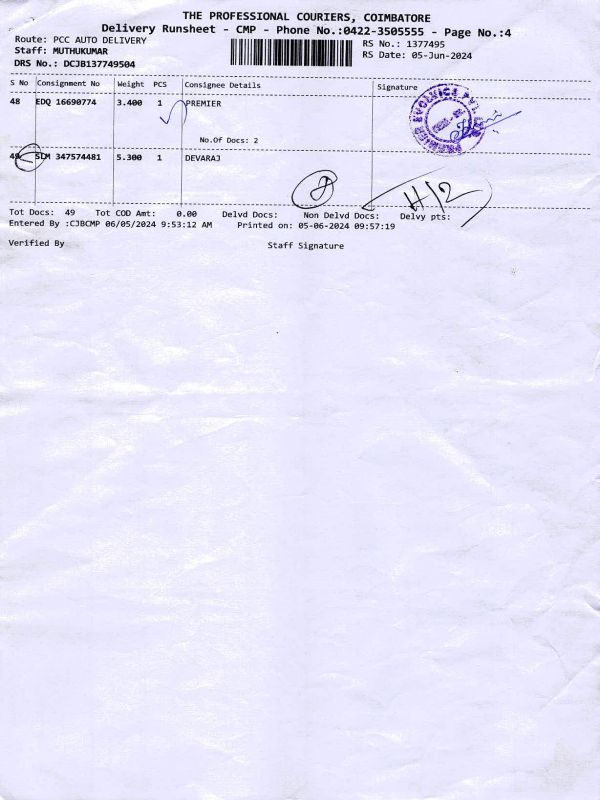 THE PROFESSIONAL COURIERS, COIMBATORE
Delivery Runsheet - CMP - Phone No.:0422-3505555 - Page No.:4
Route: PCC AUTO DELIVERY
Staff: MUTHUKUMAR
DRS No.: DCJB137749504
RS No.: 1377495
RS Date: 05-Jun-2024
S No Consignment No Weight PCS Consignee Details Signature
48 EDQ 16690774 3.400 1 PREMIER
No.Of Docs: 2
49 SLM 347574481 5.300 1 DEVARAJ
8
H/2
Tot Docs: 49 Tot COD Amt: 0.00 Delvd Docs: Non Delvd Docs: Delvy pts:
Entered By :CJBCMP 06/05/2024 9:53:12 AM Printed on: 05-06-2024 09:57:19
Verified By Staff Signature